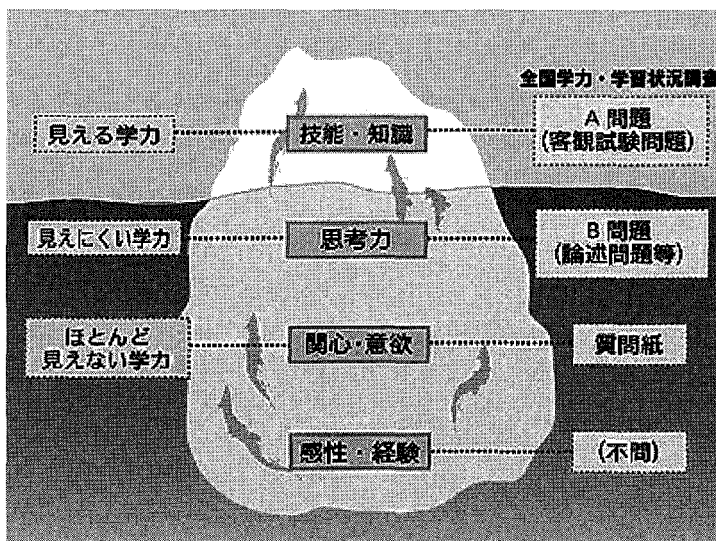 全国学力・学習状況調査
見える学力
技能・知識
A 問題
(客観試験問題)
見えにくい学力
思考力
B 問題
(論述問題等)
ほとんど
見えない学力
関心・意欲
質問紙
感性・経験
(不問)